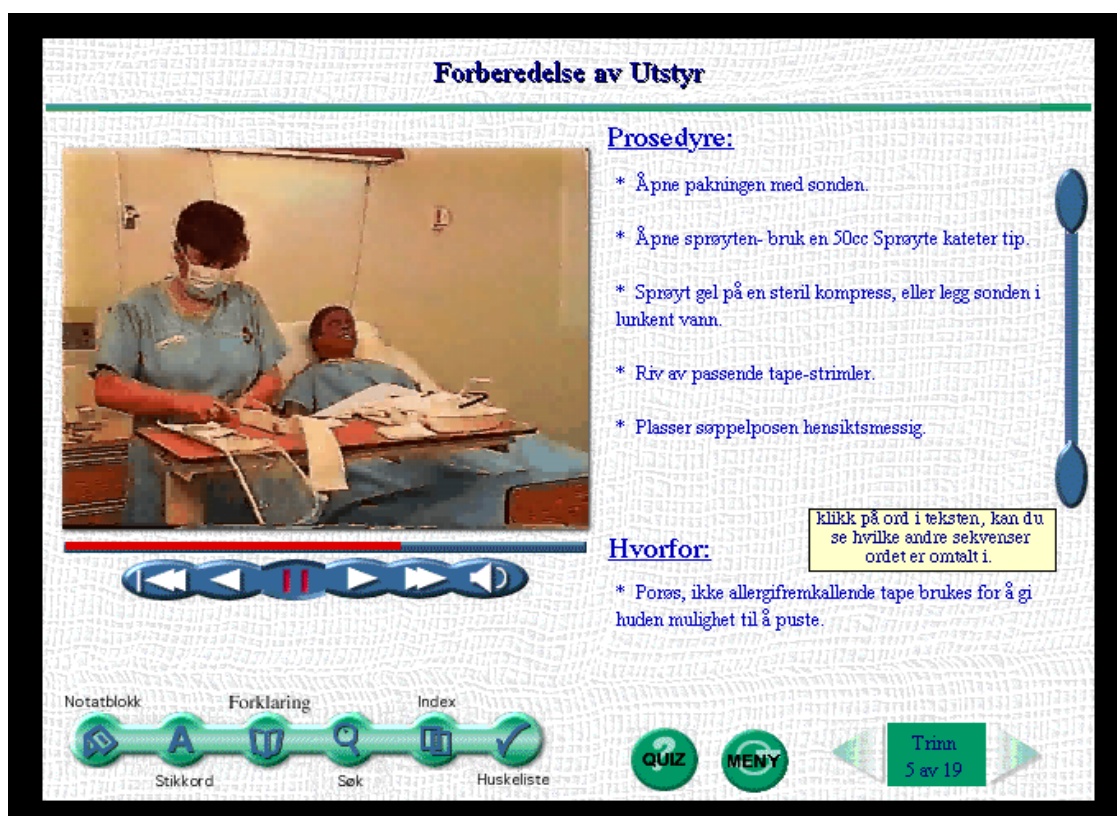 Forberedelse av Utstyr
Prosedyre:
* Åpne pakningen med sonden.
* Åpne sprøyten- bruk en 50cc Sprøyte kateter tip.
* Sprøyt gel på en steril kompress, eller legg sonden i
lunkent vann.
* Riv av passende tape-strimler.
* Plasser søppelposen hensiktsmessig.
klikk på ord i teksten, kan du
se hvilke andre sekvenser
ordet er omtalt i.
Hvorfor:
* Porøs, ikke allergifremkallende tape brukes for å gi
huden mulighet til å puste.
Notatblokk
Forklaring
Index
A
Stikkord
Søk
Huskeliste
QUIZ
MENY
Trinn
5 av 19